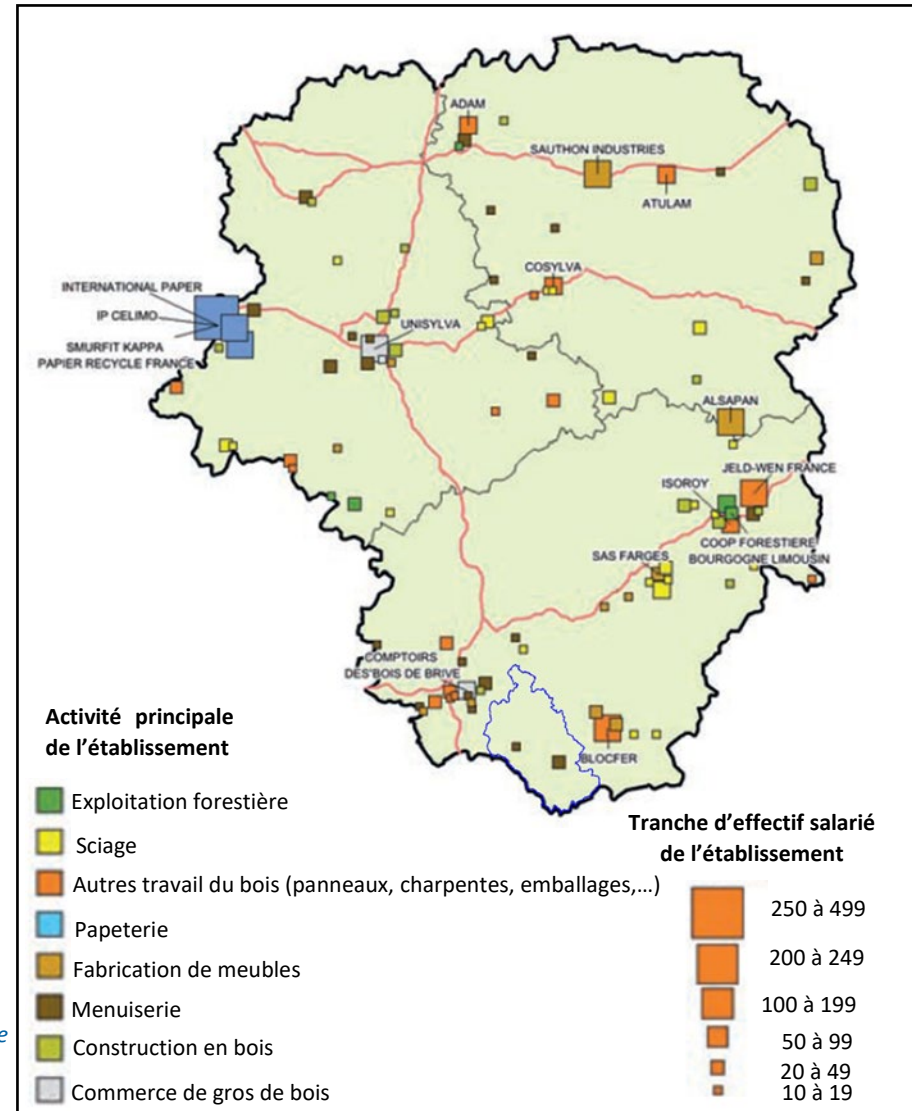 ADAM
SAUTHON INDUSTRIES
ATULAM
COSYLVA
INTERNATIONAL PAPER
IP CELIMO
UNISYLVA
SMURFIT KAPPA
PAPIER RECYCLE FRANCE
ALSAPAN
JELD-WEN FRANCE
ISOROY
COOP FORESTIERE
BOURGOGNE LIMOUSIN
SAS FARGES
COMPTOIRS
DES'BOIS DE BRIVE
BLOCFER
Activité principale
de l'établissement
Exploitation forestière
Sciage
Autres travail du bois (panneaux, charpentes, emballages,...)
Papeterie
Fabrication de meubles
Menuiserie
Construction en bois
Commerce de gros de bois
Tranche d'effectif salarié
de l'établissement
250 à 499
200 à 249
100 à 199
50 à 99
20 à 49
10 à 19
e